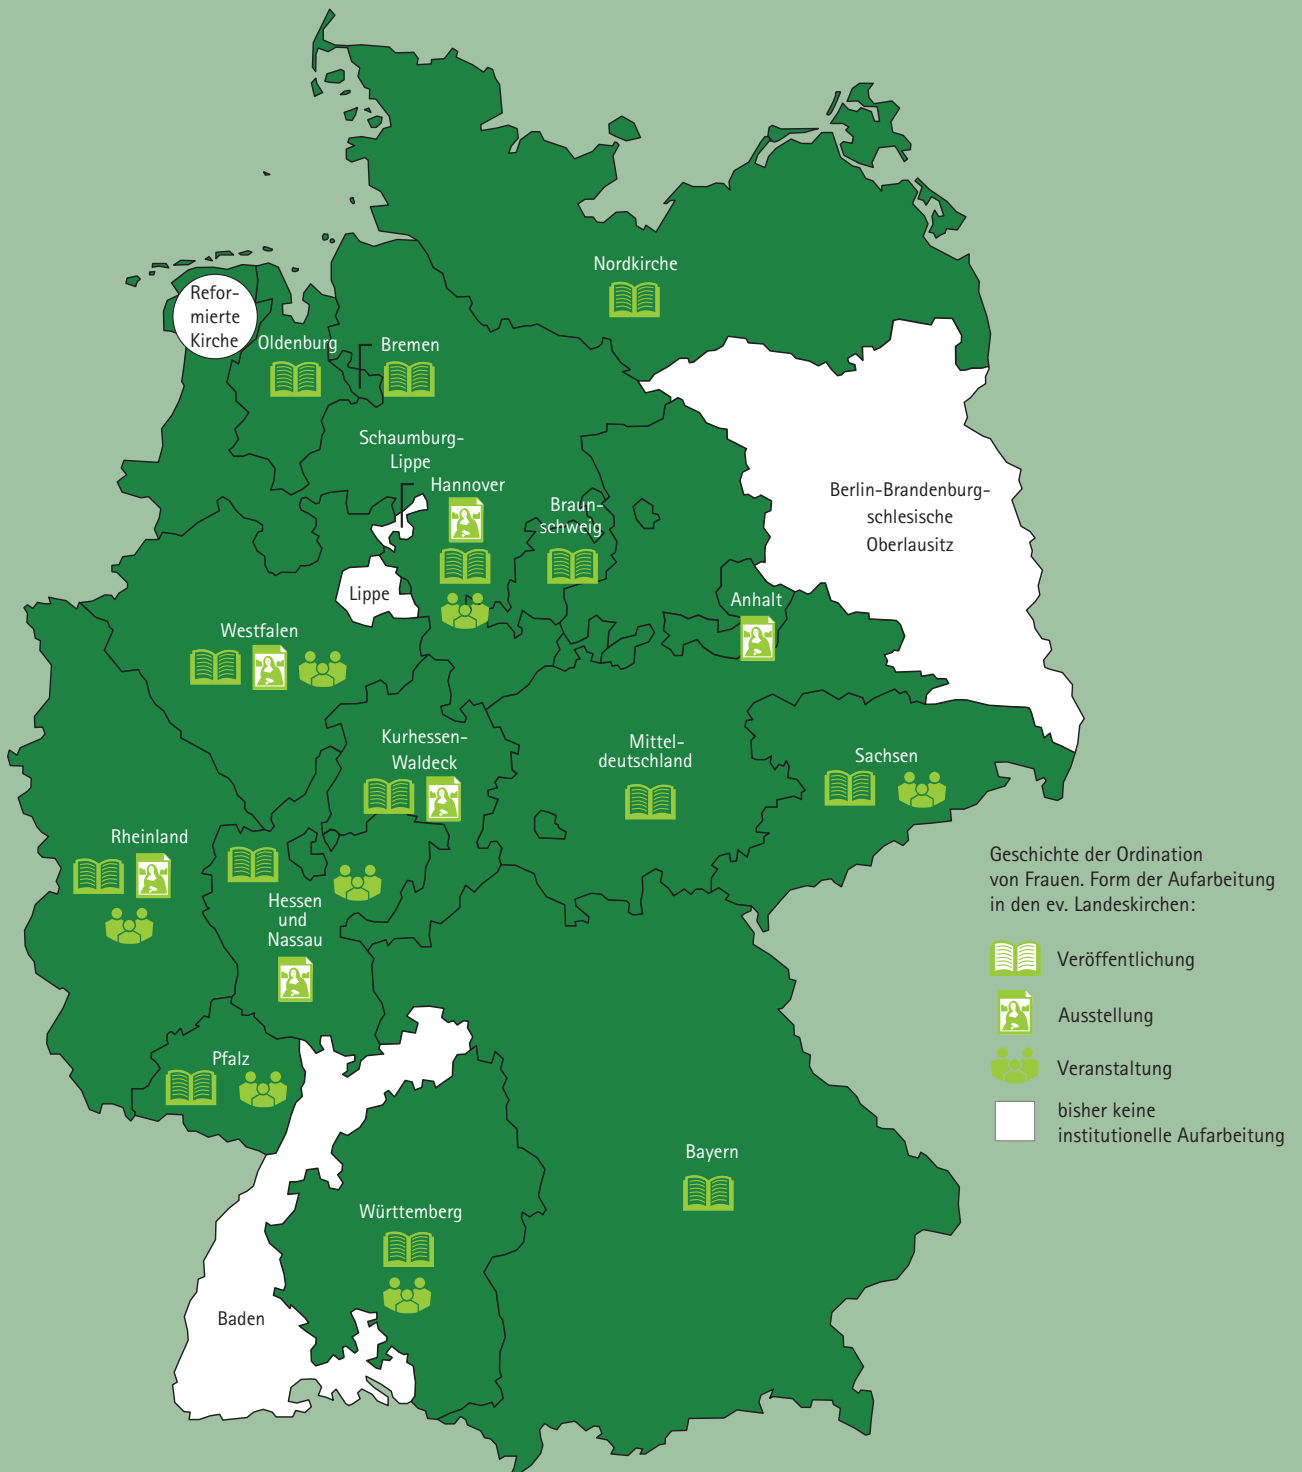 Nordkirche
Refor-
mierte
Kirche
Oldenburg
Bremen
Schaumburg-
Lippe
Hannover
Braun-
schweig
Berlin-Brandenburg-
schlesische
Oberlausitz
Lippe
Anhalt
Westfalen
Kurhessen-
Waldeck
Mittel-
deutschland
Sachsen
Rheinland
Hessen
und
Nassau
Pfalz
Bayern
Württemberg
Baden
Geschichte der Ordination
von Frauen. Form der Aufarbeitung
in den ev. Landeskirchen:
Veröffentlichung
Ausstellung
Veranstaltung
bisher keine
institutionelle Aufarbeitung